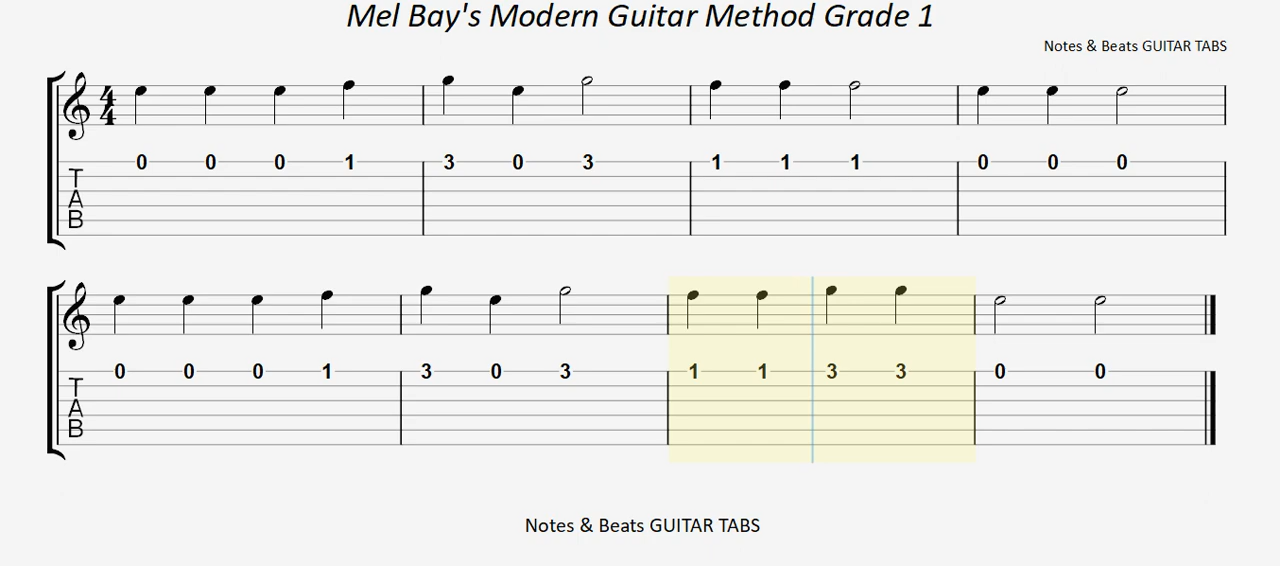 Mel Bay's Modern Guitar Method Grade 1
Notes & Beats GUITAR TABS
4
4
0 0 0 1 3 0 3 1 1 1 0 0 0
T
A
B
0 0 0 1 3 0 3 1 1 3 3 0 0
T
A
B
Notes & Beats GUITAR TABS